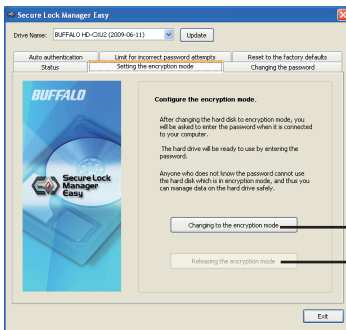 Secure Lock Manager Easy
Drive Name: BUFFALO HD-CXU2 (2009-06-11) Update
Auto authentication Limit for incorrect password attempts Reset to the factory defaults
Status Setting the encryption mode Changing the password
BUFFALO
Secure Lock
Manager
Easy
Configure the encryption mode.
After changing the hard disk to encryption mode, you
will be asked to enter the password when it is connected
to your computer.
The hard drive will be ready to use by entering the
password.
Anyone who does not know the password cannot use
the hard disk which is in encryption mode, and thus you
can manage data on the hard drive safely.
Changing to the encryption mode
Releasing the encryption mode
Exit